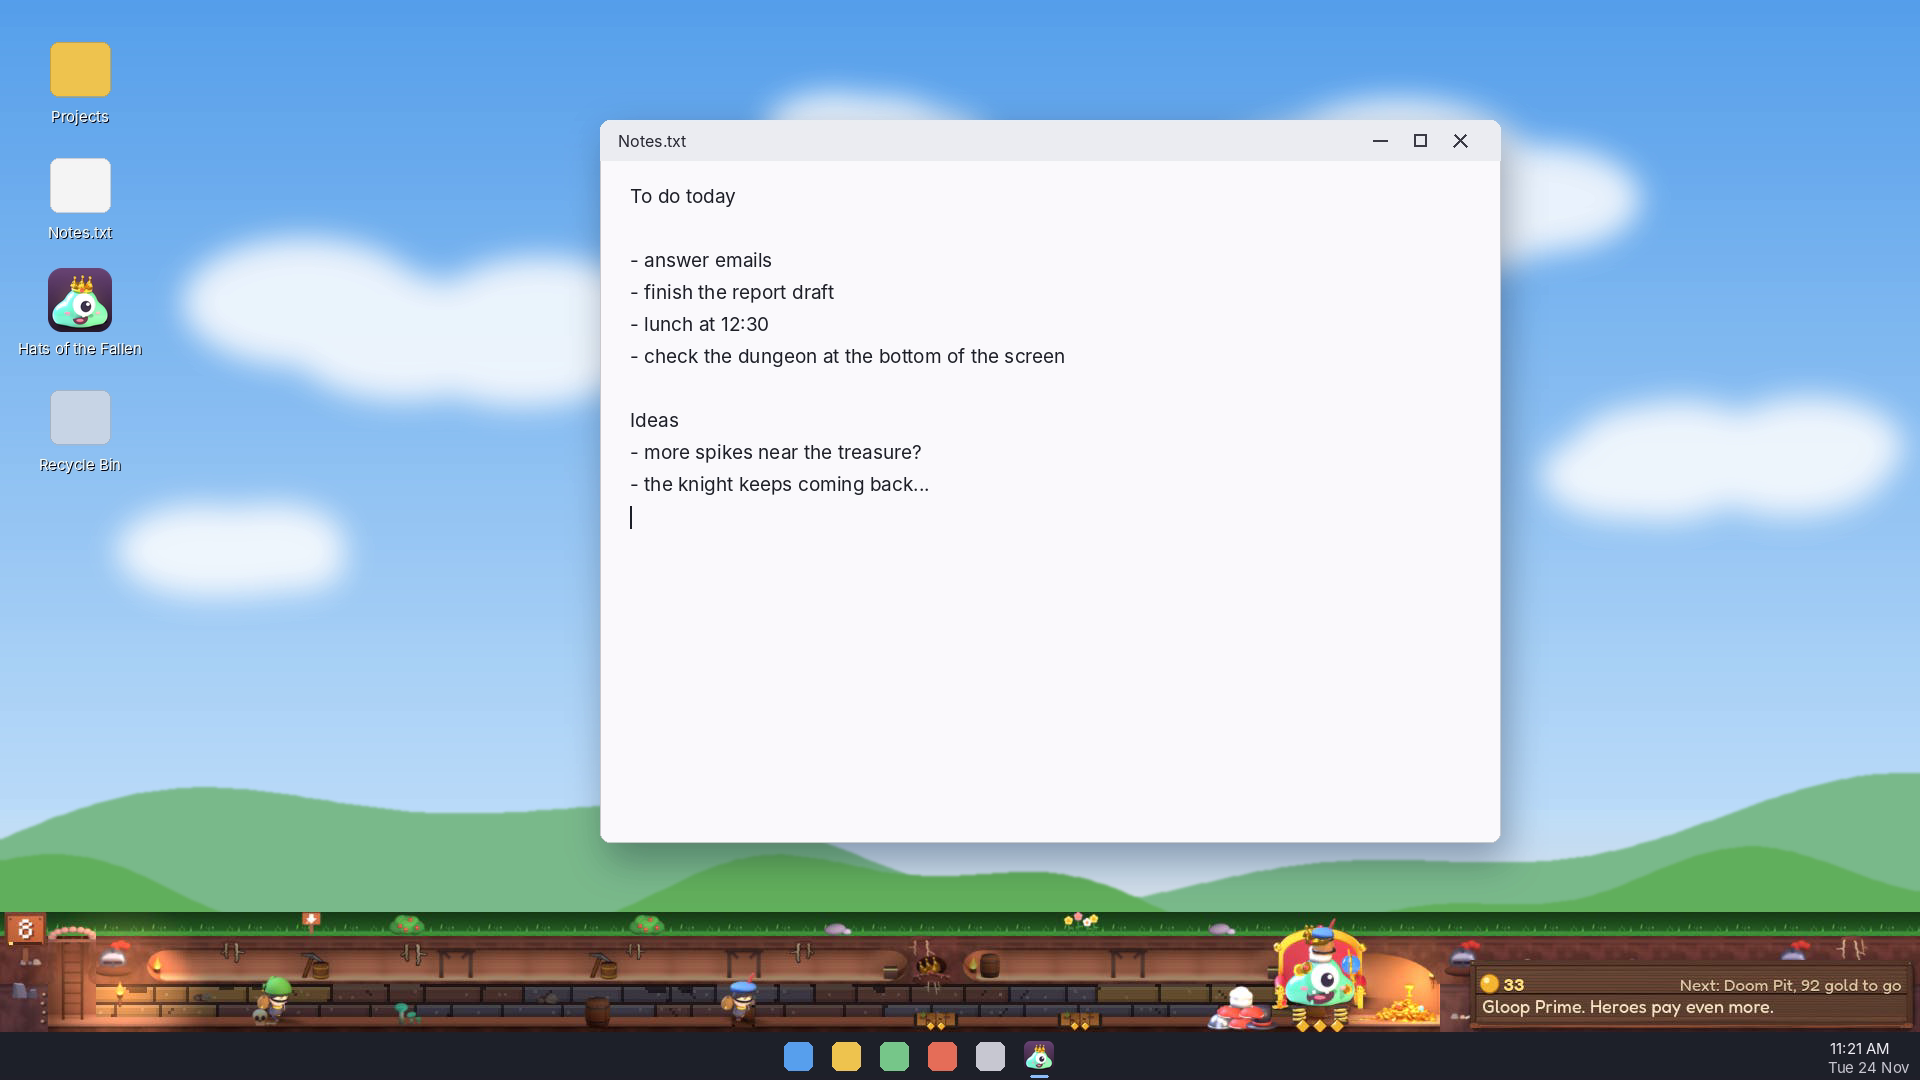 Projects
Notes.txt
Hats of the Fallen
Recycle Bin
Notes.txt
To do today
- answer emails
- finish the report draft
- lunch at 12:30
- check the dungeon at the bottom of the screen
Ideas
- more spikes near the treasure?
- the knight keeps coming back...
8
33
Next: Doom Pit, 92 gold to go
Gloop Prime. Heroes pay even more.
11:21 AM
Tue 24 Nov